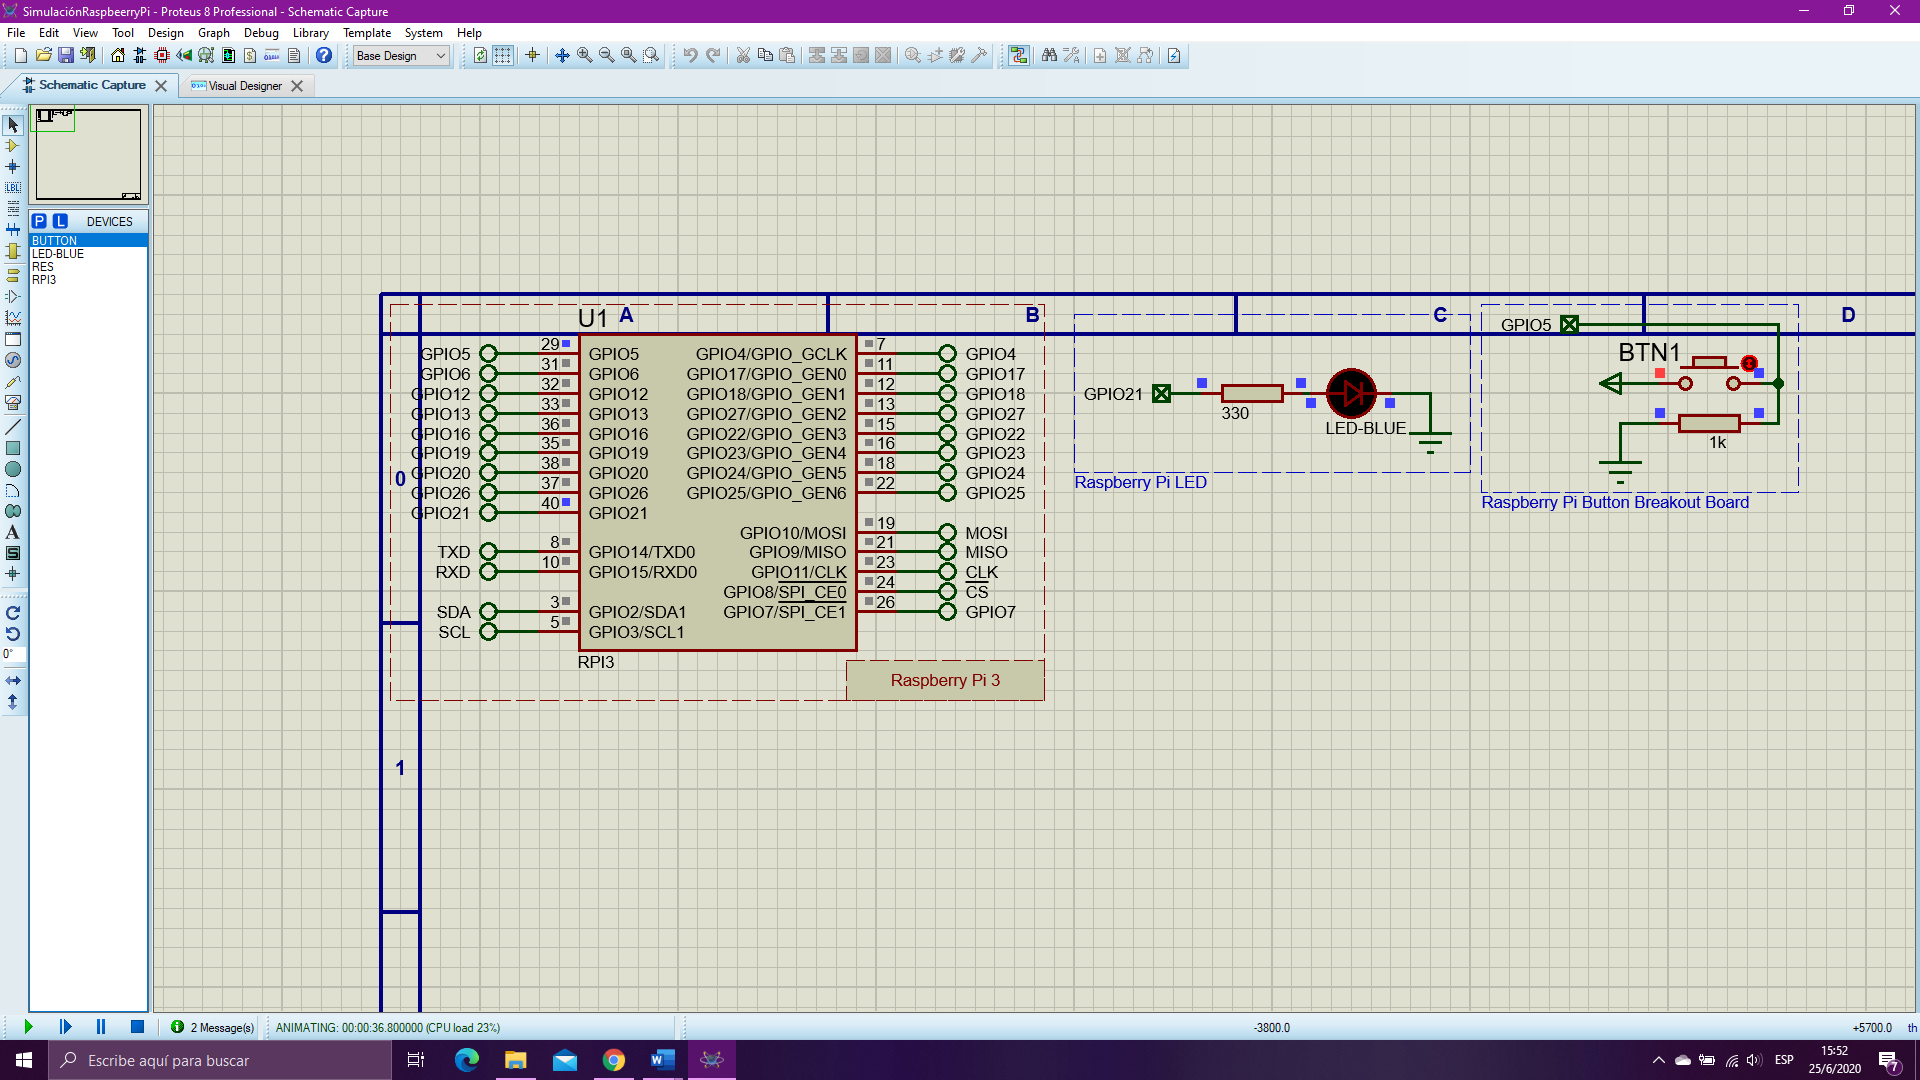 SimulaciónRaspbeerryPi - Proteus 8 Professional - Schematic Capture
File Edit View Tool Design Graph Debug Library Template System Help
Base Design
Schematic Capture
Visual Designer
P L DEVICES
BUTTON
LED-BLUE
RES
RPI3
LBL
A
S
0°
A B C D
0
1
U1
GPIO5 29 GPIO5 GPIO4/GPIO_GCLK 7 GPIO4
GPIO6 31 GPIO6 GPIO17/GPIO_GEN0 11 GPIO17
GPIO12 32 GPIO12 GPIO18/GPIO_GEN1 12 GPIO18
GPIO13 33 GPIO13 GPIO27/GPIO_GEN2 13 GPIO27
GPIO16 36 GPIO16 GPIO22/GPIO_GEN3 15 GPIO22
GPIO19 35 GPIO19 GPIO23/GPIO_GEN4 16 GPIO23
GPIO20 38 GPIO20 GPIO24/GPIO_GEN5 18 GPIO24
GPIO26 37 GPIO26 GPIO25/GPIO_GEN6 22 GPIO25
GPIO21 40 GPIO21
GPIO10/MOSI 19 MOSI
TXD 8 GPIO14/TXD0 GPIO9/MISO 21 MISO
RXD 10 GPIO15/RXD0 GPIO11/CLK 23 CLK
GPIO8/SPI_CE0 24 CS
SDA 3 GPIO2/SDA1 GPIO7/SPI_CE1 26 GPIO7
SCL 5 GPIO3/SCL1
RPI3
Raspberry Pi 3
GPIO21
330
LED-BLUE
Raspberry Pi LED
GPIO5
BTN1
1k
Raspberry Pi Button Breakout Board
2 Message(s)
ANIMATING: 00:00:36.800000 (CPU load 23%)
-3800.0
+5700.0
th
Escribe aquí para buscar
ESP
15:52
25/6/2020
7